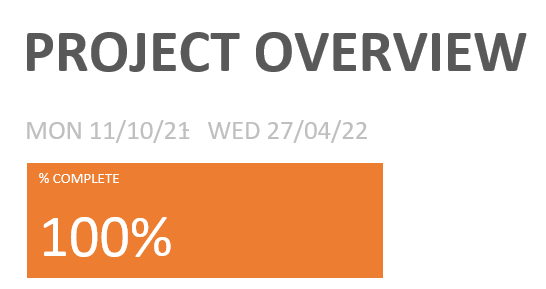 PROJECT OVERVIEW
MON 11/10/21 - WED 27/04/22
% COMPLETE
100%